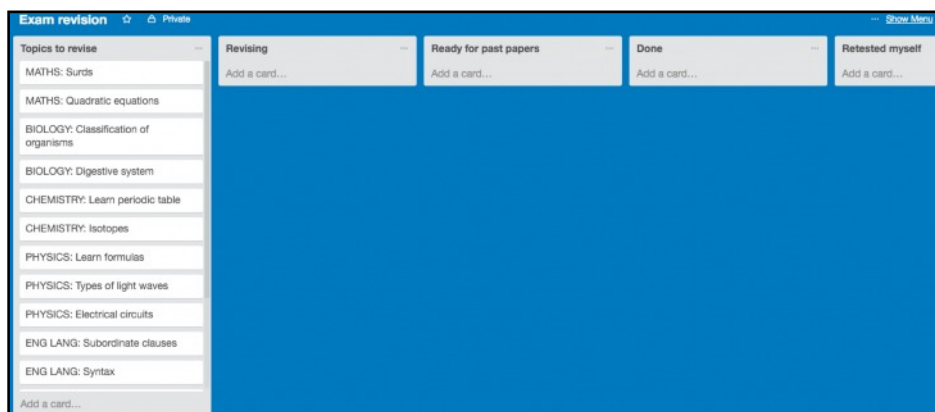 Exam revision Private Show Menu
Topics to revise
MATHS: Surds
MATHS: Quadratic equations
BIOLOGY: Classification of
organisms
BIOLOGY: Digestive system
CHEMISTRY: Learn periodic table
CHEMISTRY: Isotopes
PHYSICS: Learn formulas
PHYSICS: Types of light waves
PHYSICS: Electrical circuits
ENG LANG: Subordinate clauses
ENG LANG: Syntax
Add a card...
Revising
Add a card...
Ready for past papers
Add a card...
Done
Add a card...
Retested myself
Add a card...